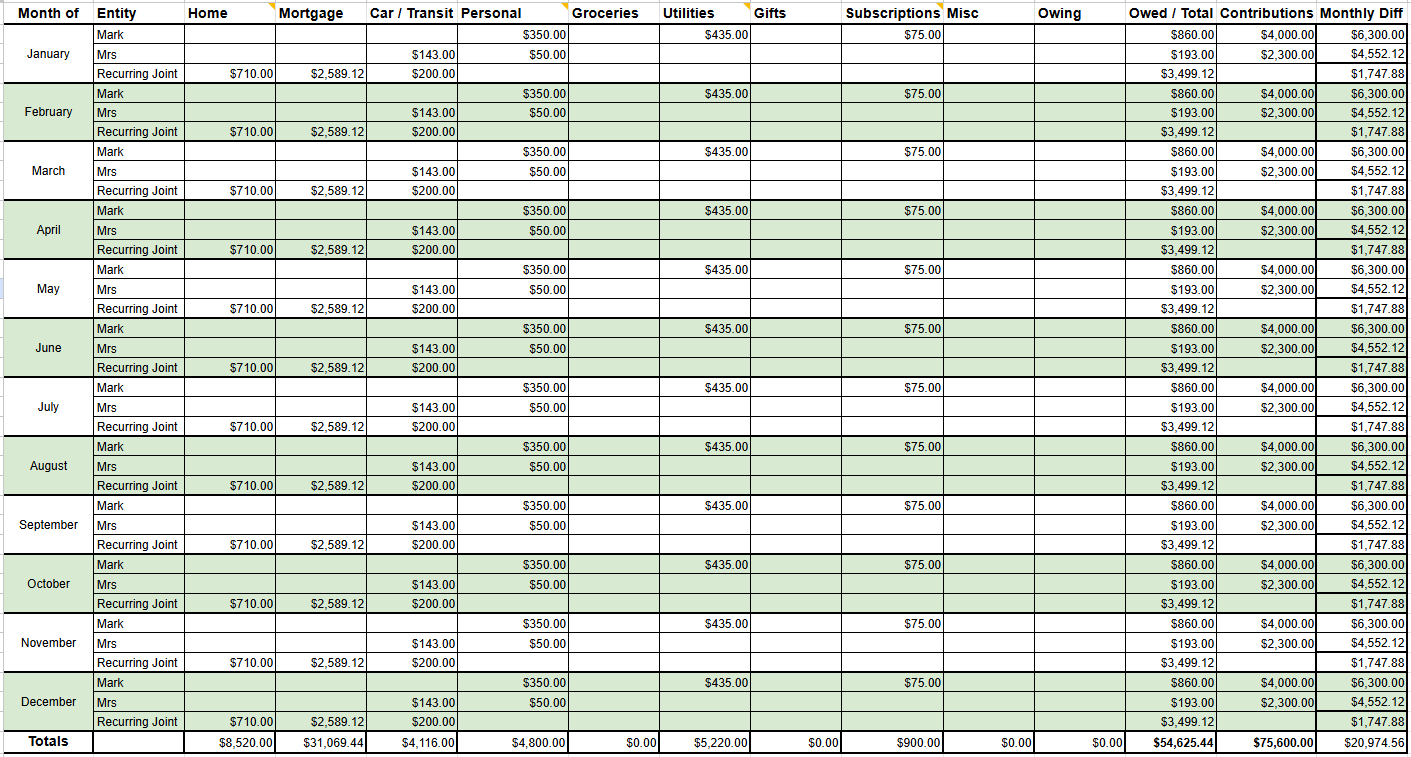 Month of Entity Home Mortgage Car / Transit Personal Groceries Utilities Gifts Subscriptions Misc Owing Owed / Total Contributions Monthly Diff
Mark $350.00 $435.00 $75.00 $860.00 $4,000.00 $6,300.00
January Mrs $143.00 $50.00 $193.00 $2,300.00 $4,552.12
Recurring Joint $710.00 $2,589.12 $200.00 $3,499.12 $1,747.88
Mark $350.00 $435.00 $75.00 $860.00 $4,000.00 $6,300.00
February Mrs $143.00 $50.00 $193.00 $2,300.00 $4,552.12
Recurring Joint $710.00 $2,589.12 $200.00 $3,499.12 $1,747.88
Mark $350.00 $435.00 $75.00 $860.00 $4,000.00 $6,300.00
March Mrs $143.00 $50.00 $193.00 $2,300.00 $4,552.12
Recurring Joint $710.00 $2,589.12 $200.00 $3,499.12 $1,747.88
Mark $350.00 $435.00 $75.00 $860.00 $4,000.00 $6,300.00
April Mrs $143.00 $50.00 $193.00 $2,300.00 $4,552.12
Recurring Joint $710.00 $2,589.12 $200.00 $3,499.12 $1,747.88
Mark $350.00 $435.00 $75.00 $860.00 $4,000.00 $6,300.00
May Mrs $143.00 $50.00 $193.00 $2,300.00 $4,552.12
Recurring Joint $710.00 $2,589.12 $200.00 $3,499.12 $1,747.88
Mark $350.00 $435.00 $75.00 $860.00 $4,000.00 $6,300.00
June Mrs $143.00 $50.00 $193.00 $2,300.00 $4,552.12
Recurring Joint $710.00 $2,589.12 $200.00 $3,499.12 $1,747.88
Mark $350.00 $435.00 $75.00 $860.00 $4,000.00 $6,300.00
July Mrs $143.00 $50.00 $193.00 $2,300.00 $4,552.12
Recurring Joint $710.00 $2,589.12 $200.00 $3,499.12 $1,747.88
Mark $350.00 $435.00 $75.00 $860.00 $4,000.00 $6,300.00
August Mrs $143.00 $50.00 $193.00 $2,300.00 $4,552.12
Recurring Joint $710.00 $2,589.12 $200.00 $3,499.12 $1,747.88
Mark $350.00 $435.00 $75.00 $860.00 $4,000.00 $6,300.00
September Mrs $143.00 $50.00 $193.00 $2,300.00 $4,552.12
Recurring Joint $710.00 $2,589.12 $200.00 $3,499.12 $1,747.88
Mark $350.00 $435.00 $75.00 $860.00 $4,000.00 $6,300.00
October Mrs $143.00 $50.00 $193.00 $2,300.00 $4,552.12
Recurring Joint $710.00 $2,589.12 $200.00 $3,499.12 $1,747.88
Mark $350.00 $435.00 $75.00 $860.00 $4,000.00 $6,300.00
November Mrs $143.00 $50.00 $193.00 $2,300.00 $4,552.12
Recurring Joint $710.00 $2,589.12 $200.00 $3,499.12 $1,747.88
Mark $350.00 $435.00 $75.00 $860.00 $4,000.00 $6,300.00
December Mrs $143.00 $50.00 $193.00 $2,300.00 $4,552.12
Recurring Joint $710.00 $2,589.12 $200.00 $3,499.12 $1,747.88
Totals $8,520.00 $31,069.44 $4,116.00 $4,800.00 $0.00 $5,220.00 $0.00 $900.00 $0.00 $0.00 $54,625.44 $75,600.00 $20,974.56